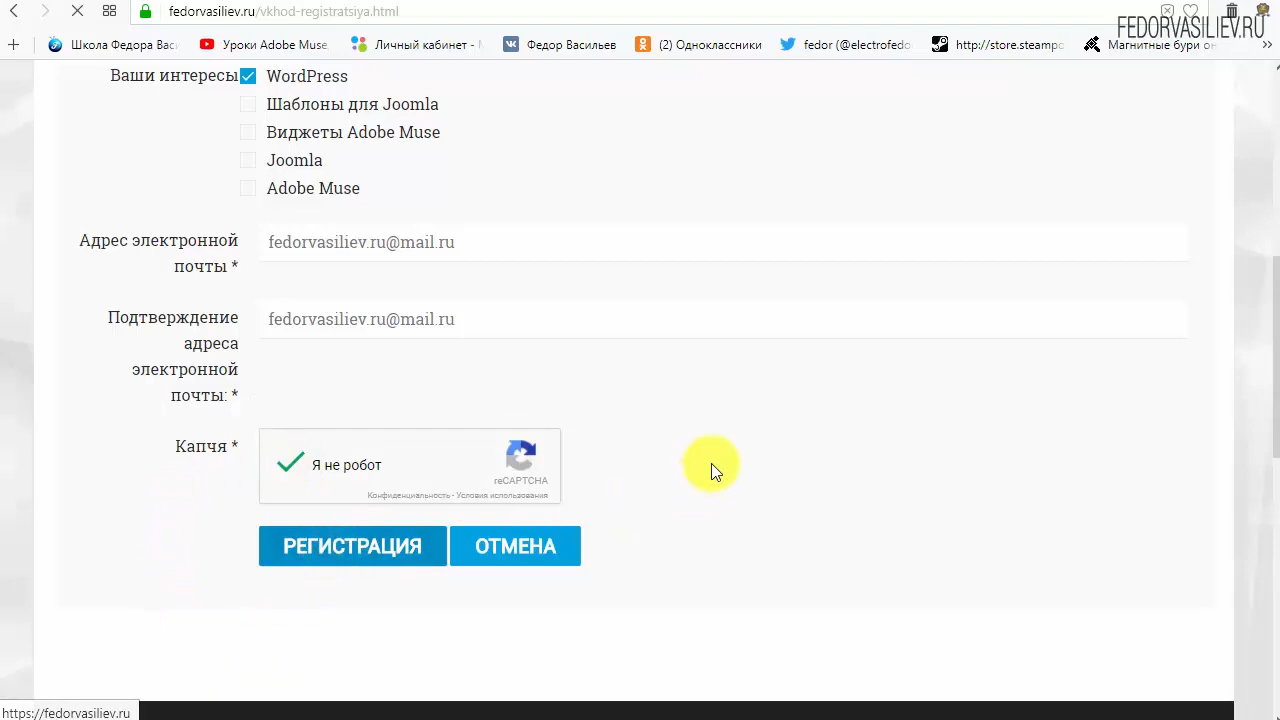 fedorvasiliev.ru/vkhod-registratsiya.html
FEDORVASILIEV.RU
Школа Федора Васи
Уроки Adobe Muse,
Личный кабинет -
Федор Васильев
(2) Одноклассники
fedor (@electrofedo
http://store.steampo
Магнитные бури он
Ваши интересы
WordPress
Шаблоны для Joomla
Виджеты Adobe Muse
Joomla
Adobe Muse
Адрес электронной
почты *
fedorvasiliev.ru@mail.ru
Подтверждение
адреса
электронной
почты: *
fedorvasiliev.ru@mail.ru
Капчя *
Я не робот
reCAPTCHA
Конфиденциальность - Условия использования
РЕГИСТРАЦИЯ
ОТМЕНА
https://fedorvasiliev.ru